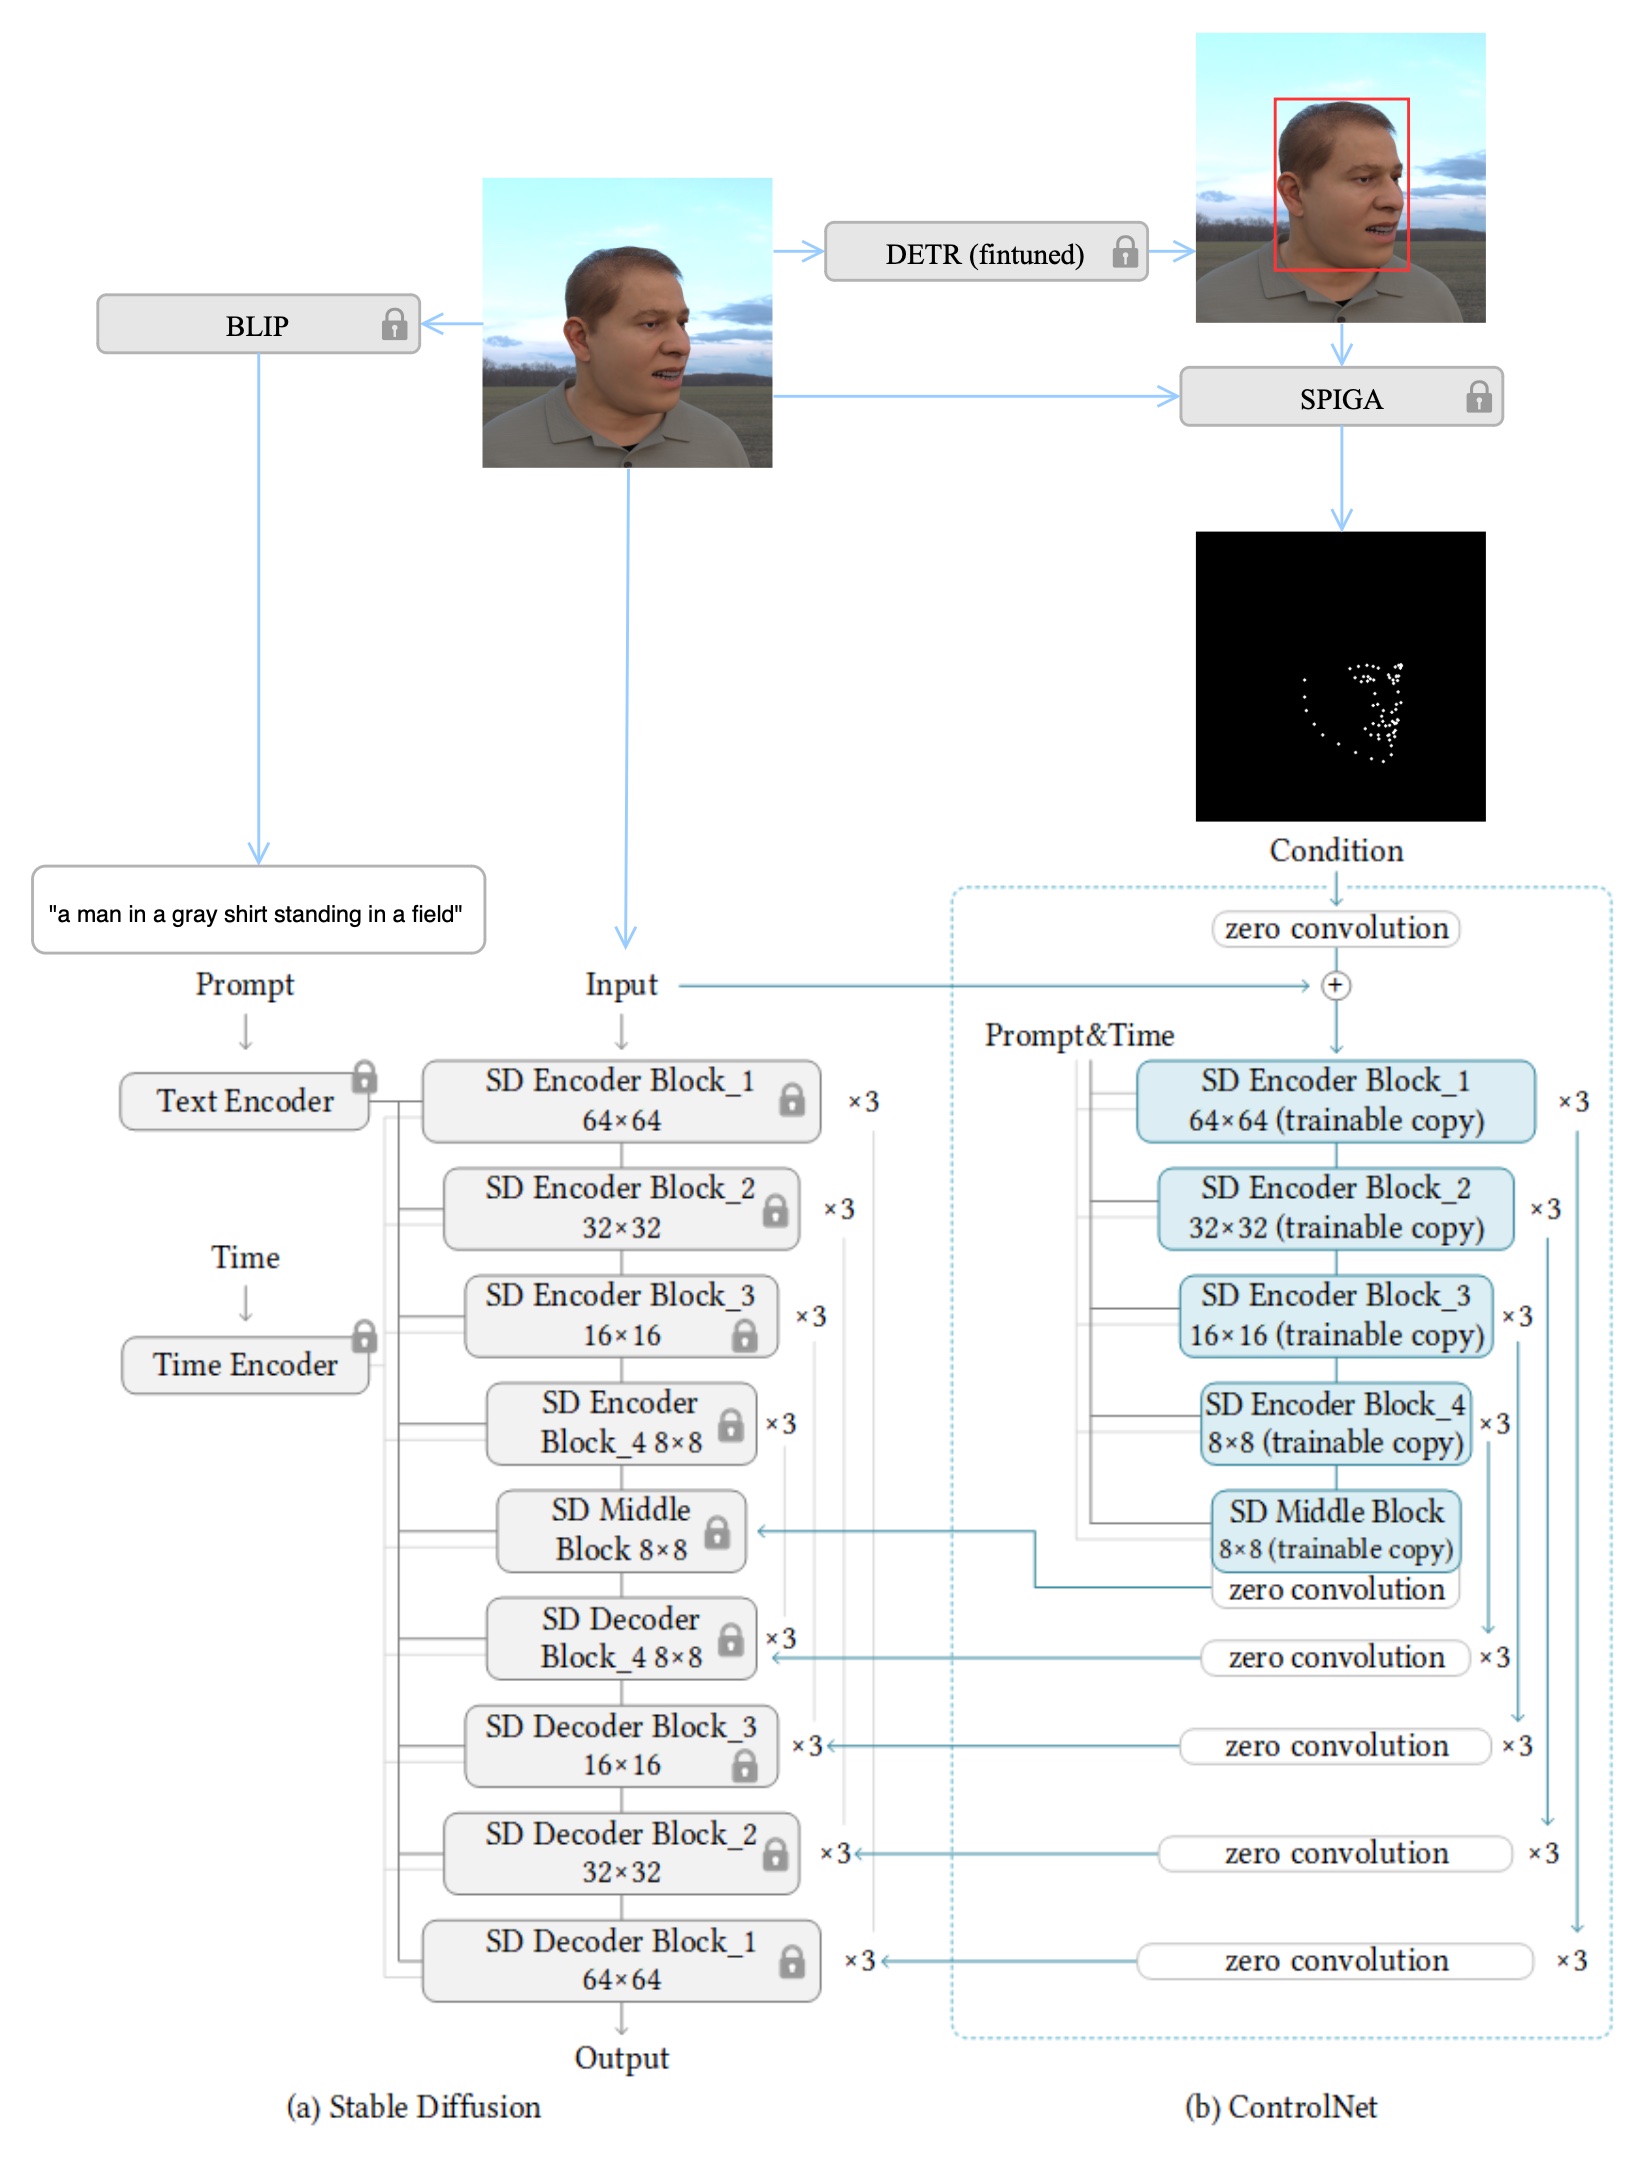 DETR (fintuned)
BLIP
SPIGA
Condition
"a man in a gray shirt standing in a field"
zero convolution
Prompt
Input
+
Prompt&Time
Text Encoder
SD Encoder Block_1
64×64
×3
SD Encoder Block_1
64×64 (trainable copy)
×3
SD Encoder Block_2
32×32
×3
SD Encoder Block_2
32×32 (trainable copy)
×3
Time
SD Encoder Block_3
16×16
×3
SD Encoder Block_3
16×16 (trainable copy)
×3
Time Encoder
SD Encoder
Block_4 8×8
×3
SD Encoder Block_4
8×8 (trainable copy)
×3
SD Middle
Block 8×8
SD Middle Block
8×8 (trainable copy)
zero convolution
SD Decoder
Block_4 8×8
×3
zero convolution
×3
SD Decoder Block_3
16×16
×3
zero convolution
×3
SD Decoder Block_2
32×32
×3
zero convolution
×3
SD Decoder Block_1
64×64
×3
zero convolution
×3
Output
(a) Stable Diffusion
(b) ControlNet